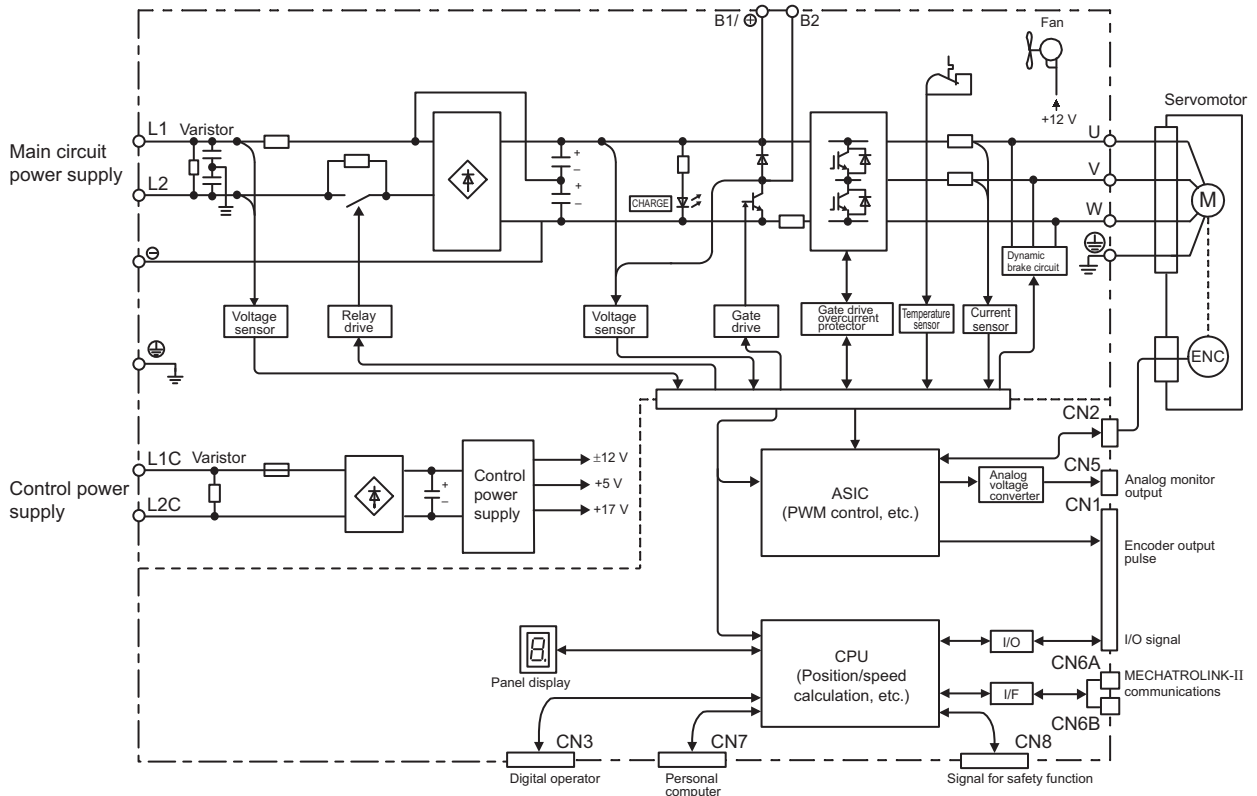 B1/ ⊕
B2
Fan
+12 V
Servomotor
Main circuit
power supply
L1
Varistor
L2
⊖
+
–
+
–
CHARGE
U
V
W
M
Dynamic
brake circuit
Voltage
sensor
Relay
drive
Voltage
sensor
Gate
drive
Gate drive
overcurrent
protector
Temperature
sensor
Current
sensor
ENC
CN2
Control power
supply
L1C
Varistor
L2C
+
–
Control
power
supply
±12 V
+5 V
+17 V
ASIC
(PWM control, etc.)
Analog
voltage
converter
CN5
Analog monitor
output
CN1
Encoder output
pulse
I/O signal
8.
Panel display
CPU
(Position/speed
calculation, etc.)
I/O
I/F
CN6A
MECHATROLINK-II
communications
CN6B
CN3
Digital operator
CN7
Personal
computer
CN8
Signal for safety function